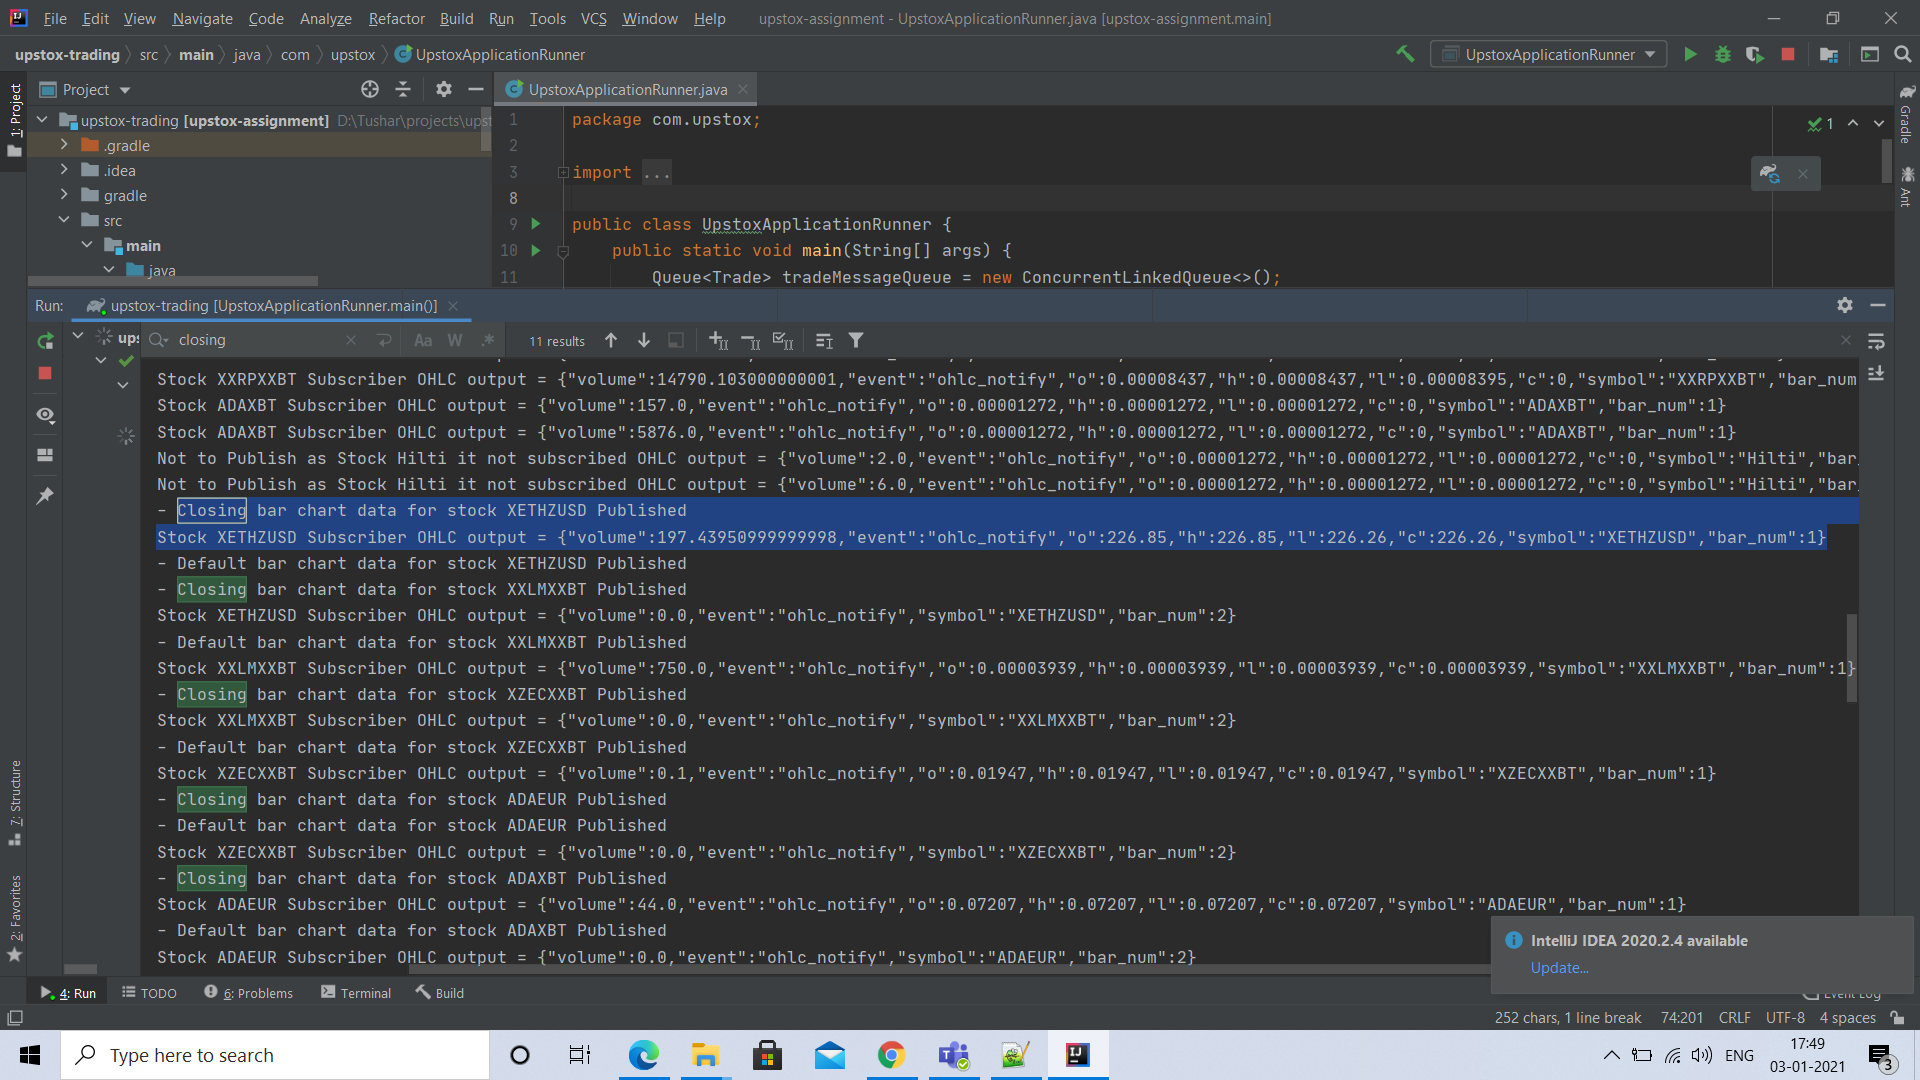 File Edit View Navigate Code Analyze Refactor Build Run Tools VCS Window Help upstox-assignment - UpstoxApplicationRunner.java [upstox-assignment.main]
upstox-trading src main java com upstox UpstoxApplicationRunner
UpstoxApplicationRunner
Project
UpstoxApplicationRunner.java
1: Project
Gradle
Ant
upstox-trading [upstox-assignment] D:\Tushar\projects\upst
.gradle
.idea
gradle
src
main
java
1 package com.upstox;
1
2
3 import ...
8
9 public class UpstoxApplicationRunner {
10 public static void main(String[] args) {
11 Queue<Trade> tradeMessageQueue = new ConcurrentLinkedQueue<>();
Run: upstox-trading [UpstoxApplicationRunner.main()]
ups
closing Aa W .* 11 results
Stock XXRPXXBT Subscriber OHLC output = {"volume":14790.103000000001,"event":"ohlc_notify","o":0.00008437,"h":0.00008437,"l":0.00008395,"c":0,"symbol":"XXRPXXBT","bar_num
Stock ADAXBT Subscriber OHLC output = {"volume":157.0,"event":"ohlc_notify","o":0.00001272,"h":0.00001272,"l":0.00001272,"c":0,"symbol":"ADAXBT","bar_num":1}
Stock ADAXBT Subscriber OHLC output = {"volume":5876.0,"event":"ohlc_notify","o":0.00001272,"h":0.00001272,"l":0.00001272,"c":0,"symbol":"ADAXBT","bar_num":1}
Not to Publish as Stock Hilti it not subscribed OHLC output = {"volume":2.0,"event":"ohlc_notify","o":0.00001272,"h":0.00001272,"l":0.00001272,"c":0,"symbol":"Hilti","bar_
Not to Publish as Stock Hilti it not subscribed OHLC output = {"volume":6.0,"event":"ohlc_notify","o":0.00001272,"h":0.00001272,"l":0.00001272,"c":0,"symbol":"Hilti","bar_
- Closing bar chart data for stock XETHZUSD Published
Stock XETHZUSD Subscriber OHLC output = {"volume":197.43950999999998,"event":"ohlc_notify","o":226.85,"h":226.85,"l":226.26,"c":226.26,"symbol":"XETHZUSD","bar_num":1}
- Default bar chart data for stock XETHZUSD Published
- Closing bar chart data for stock XXLMXXBT Published
Stock XETHZUSD Subscriber OHLC output = {"volume":0.0,"event":"ohlc_notify","symbol":"XETHZUSD","bar_num":2}
- Default bar chart data for stock XXLMXXBT Published
Stock XXLMXXBT Subscriber OHLC output = {"volume":750.0,"event":"ohlc_notify","o":0.00003939,"h":0.00003939,"l":0.00003939,"c":0.00003939,"symbol":"XXLMXXBT","bar_num":1}
- Closing bar chart data for stock XZECXXBT Published
Stock XXLMXXBT Subscriber OHLC output = {"volume":0.0,"event":"ohlc_notify","symbol":"XXLMXXBT","bar_num":2}
- Default bar chart data for stock XZECXXBT Published
Stock XZECXXBT Subscriber OHLC output = {"volume":0.1,"event":"ohlc_notify","o":0.01947,"h":0.01947,"l":0.01947,"c":0.01947,"symbol":"XZECXXBT","bar_num":1}
- Closing bar chart data for stock ADAEUR Published
- Default bar chart data for stock ADAEUR Published
Stock XZECXXBT Subscriber OHLC output = {"volume":0.0,"event":"ohlc_notify","symbol":"XZECXXBT","bar_num":2}
- Closing bar chart data for stock ADAXBT Published
Stock ADAEUR Subscriber OHLC output = {"volume":44.0,"event":"ohlc_notify","o":0.07207,"h":0.07207,"l":0.07207,"c":0.07207,"symbol":"ADAEUR","bar_num":1}
- Default bar chart data for stock ADAXBT Published
Stock ADAEUR Subscriber OHLC output = {"volume":0.0,"event":"ohlc_notify","symbol":"ADAEUR","bar_num":2}
7: Structure
2: Favorites
IntelliJ IDEA 2020.2.4 available
Update...
4: Run TODO 6: Problems Terminal Build Event Log
252 chars, 1 line break 74:201 CRLF UTF-8 4 spaces
Type here to search
ENG
17:49
03-01-2021
3